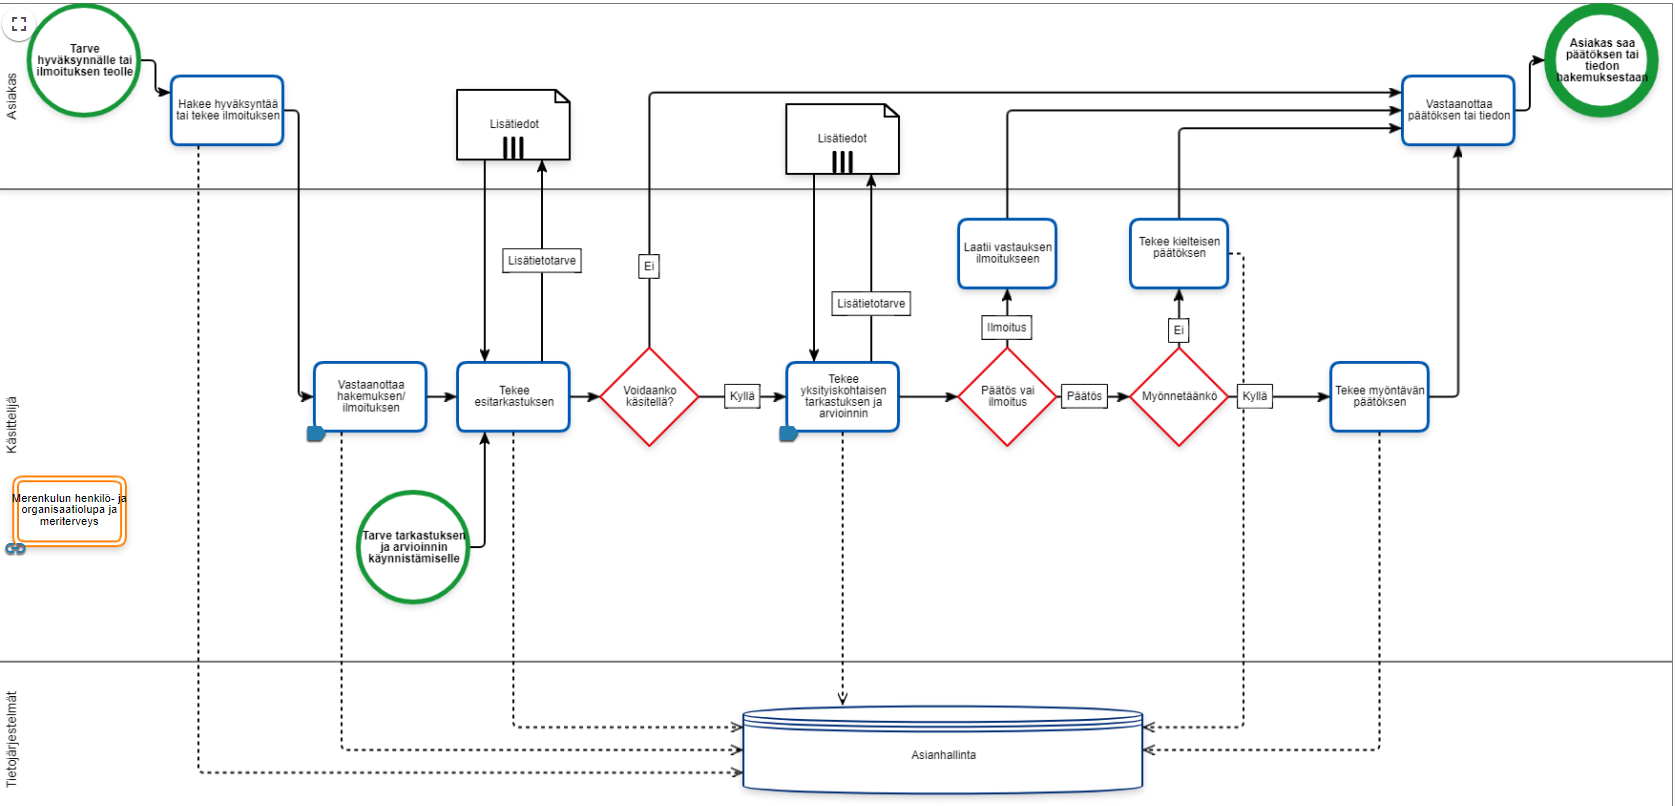 Asiakas
Tarve
hyväksynnälle tai
ilmoituksen teolle
Hakee hyväksyntää
tai tekee ilmoituksen
Lisätiedot
Lisätiedot
Vastaanottaa
päätöksen tai tiedon
Asiakas saa
päätöksen tai
tiedon
hakemuksestaan
Käsittelijä
Lisätietotarve
Ei
Lisätietotarve
Laatii vastauksen
ilmoitukseen
Tekee kielteisen
päätöksen
Ilmoitus
Ei
Vastaanottaa
hakemuksen/
ilmoituksen
Tekee
esitarkastuksen
Voidaanko
käsitellä?
Kyllä
Tekee
yksityiskohtaisen
tarkastuksen ja
arvioinnin
Päätös vai
ilmoitus
Päätös
Myönnetäänkö
Kyllä
Tekee myöntävän
päätöksen
Merenkulun henkilö- ja
organisaatiolupa ja
meriterveys
Tarve tarkastuksen
ja arvioinnin
käynnistämiselle
Tietojärjestelmät
Asianhallinta